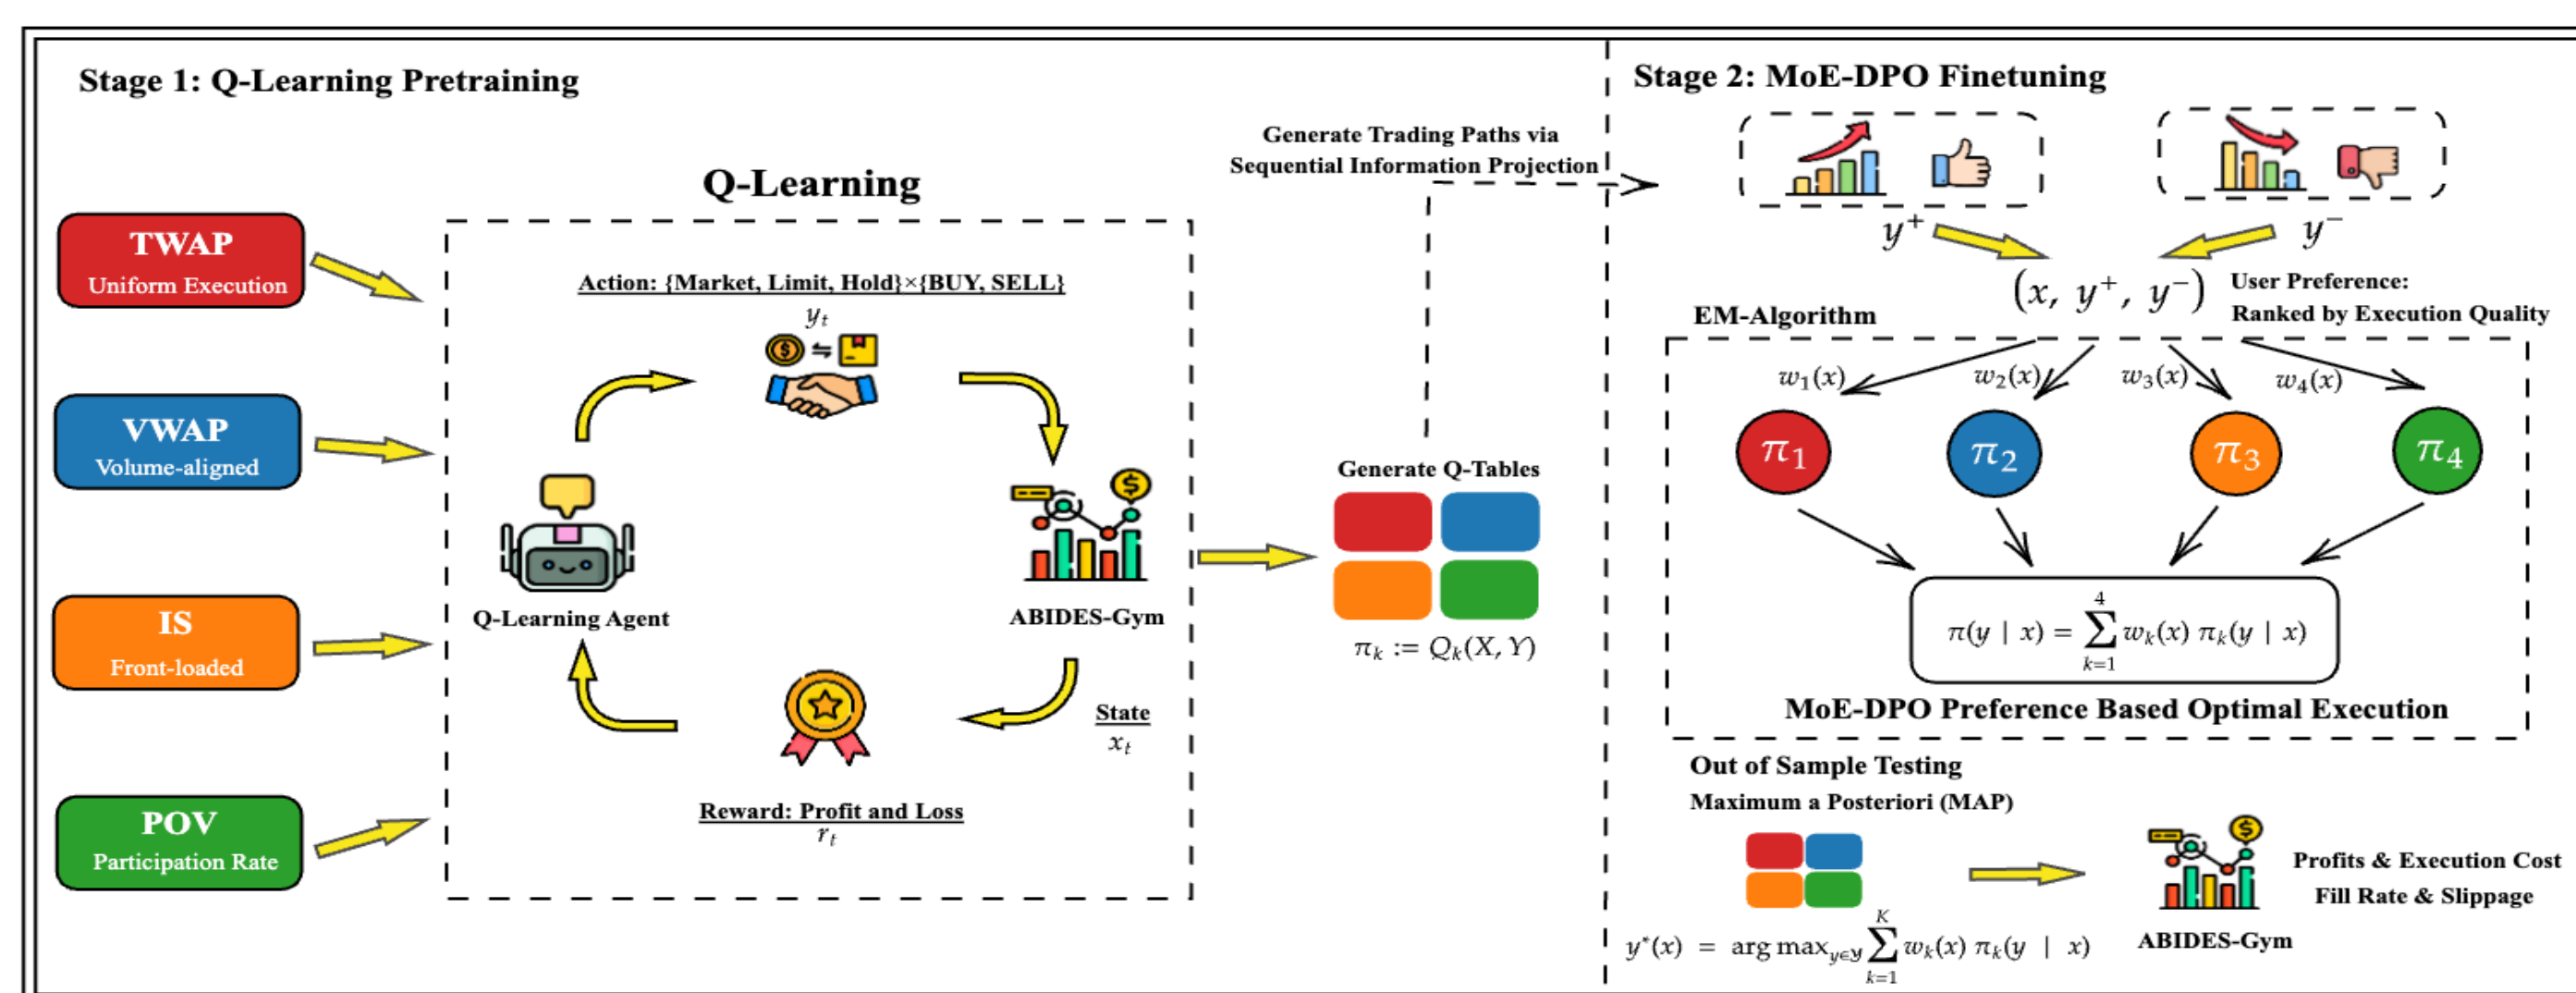 Stage 1: Q-Learning Pretraining
TWAP
Uniform Execution
VWAP
Volume-aligned
IS
Front-loaded
POV
Participation Rate
Q-Learning
Action: {Market, Limit, Hold}×{BUY, SELL}
yₜ
Q-Learning Agent
ABIDES-Gym
State
xₜ
Reward: Profit and Loss
rₜ
Generate Q-Tables
πₖ := Qₖ(X, Y)
Generate Trading Paths via
Sequential Information Projection
Stage 2: MoE-DPO Finetuning
y⁺
y⁻
(x, y⁺, y⁻)
User Preference:
Ranked by Execution Quality
EM-Algorithm
w₁(x)
w₂(x)
w₃(x)
w₄(x)
π₁
π₂
π₃
π₄
π(y | x) = ∑_{k=1}^{4} wₖ(x) πₖ(y | x)
MoE-DPO Preference Based Optimal Execution
Out of Sample Testing
Maximum a Posteriori (MAP)
y*(x) = arg max_{y∈𝒴} ∑_{k=1}^{K} wₖ(x) πₖ(y | x)
ABIDES-Gym
Profits & Execution Cost
Fill Rate & Slippage